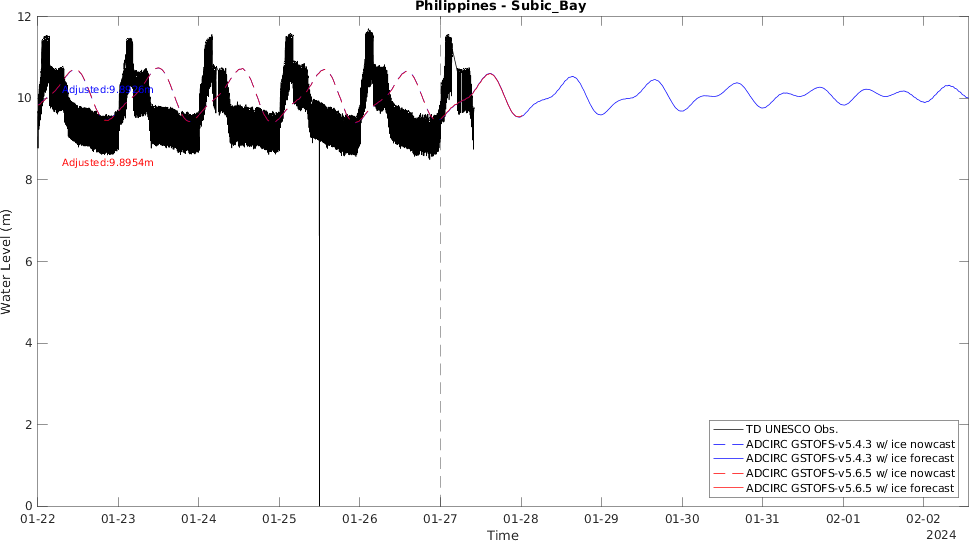 Philippines - Subic_Bay
12
10
8
6
4
2
0
Water Level (m)
Adjusted:9.8954m
01-22
01-23
01-24
01-25
01-26
01-27
01-28
01-29
01-30
01-31
02-01
02-02
2024
Time
TD UNESCO Obs.
ADCIRC GSTOFS-v5.4.3 w/ ice nowcast
ADCIRC GSTOFS-v5.4.3 w/ ice forecast
ADCIRC GSTOFS-v5.6.5 w/ ice nowcast
ADCIRC GSTOFS-v5.6.5 w/ ice forecast